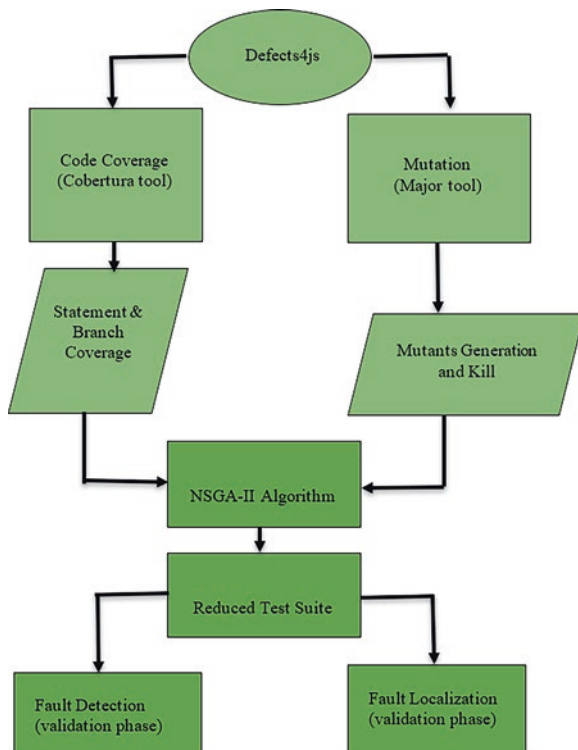 Defects4js
Code Coverage
(Cobertura tool)
Mutation
(Major tool)
Statement &
Branch
Coverage
Mutants Generation
and Kill
NSGA-II Algorithm
Reduced Test Suite
Fault Detection
(validation phase)
Fault Localization
(validation phase)